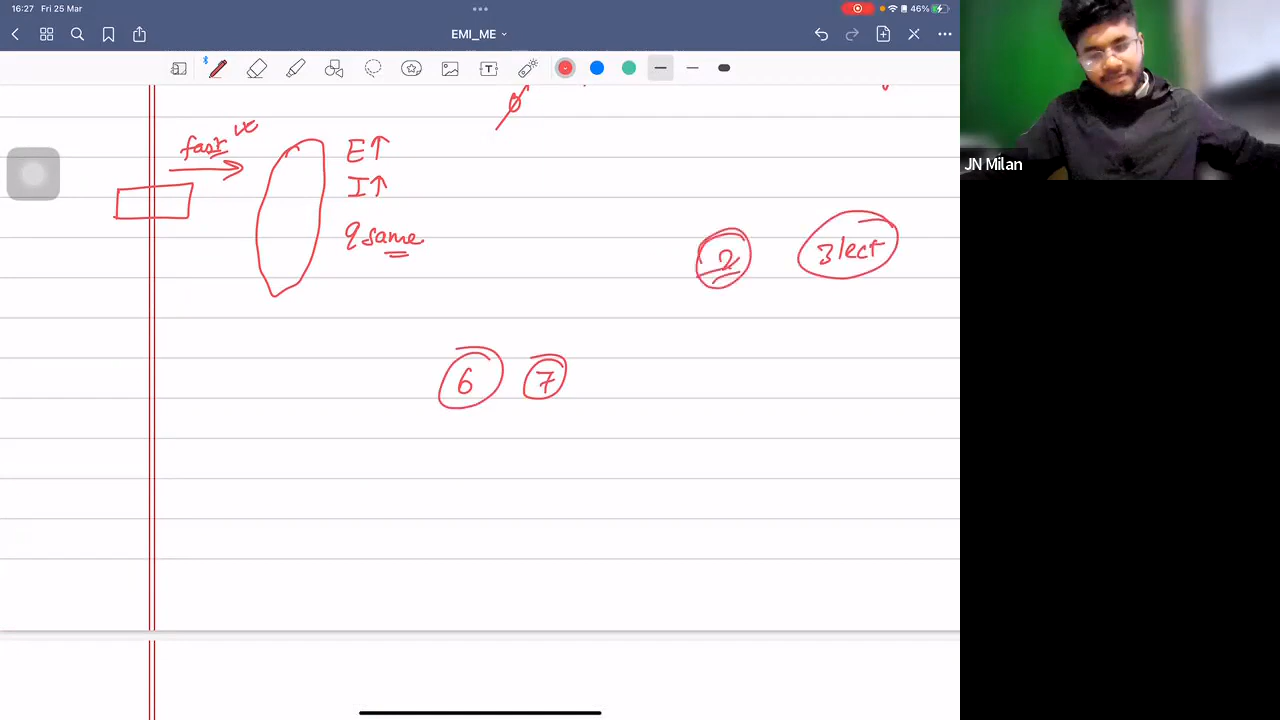 16:27 Fri 25 Mar
46%
EMI_ME
T
fast
E↑
I↑
q same
2
3 lect
6
7
JN Milan